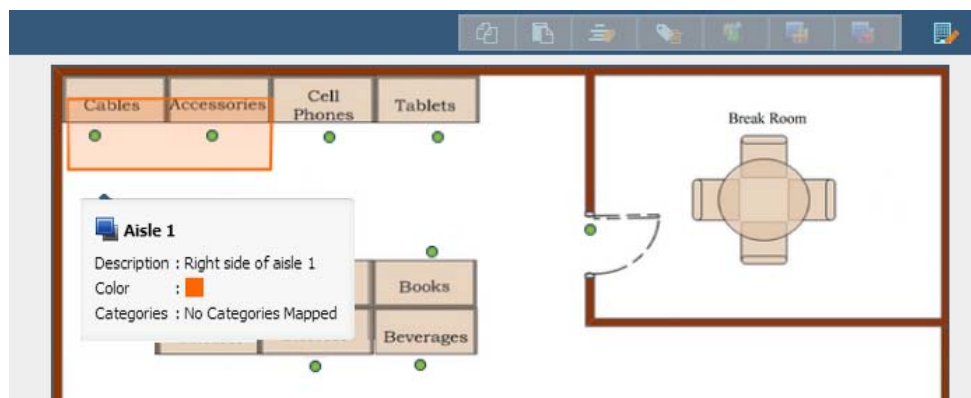 Cables
Accessories
Cell
Phones
Tablets
Break Room
Aisle 1
Description : Right side of aisle 1
Color :
Categories : No Categories Mapped
Books
Beverages